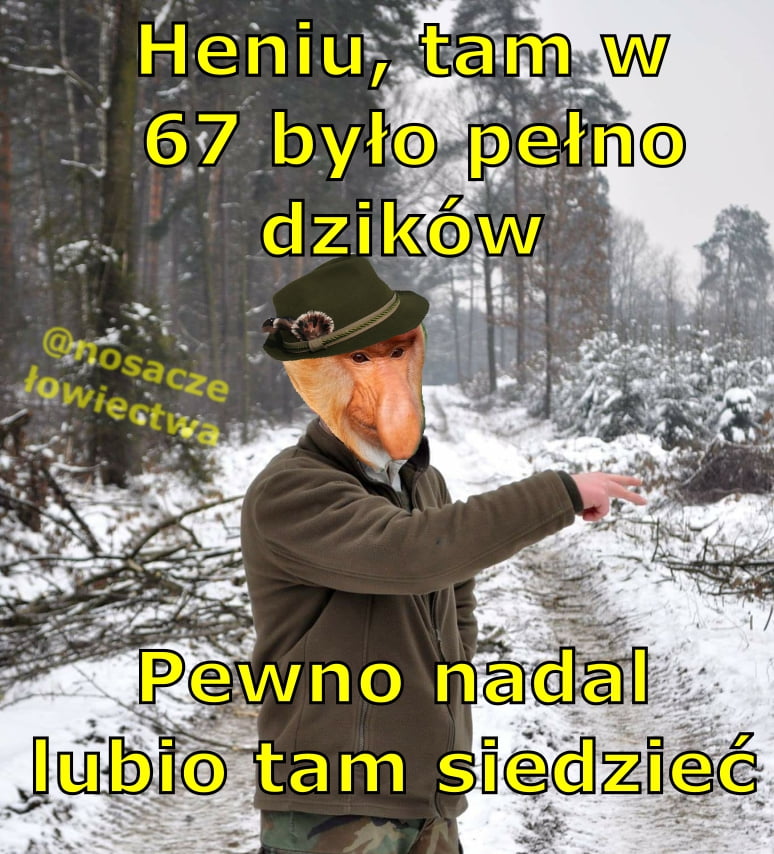 Heniu, tam w
67 było pełno
dzików
@nosacze
łowiectwa
Pewno nadal
lubio tam siedzieć